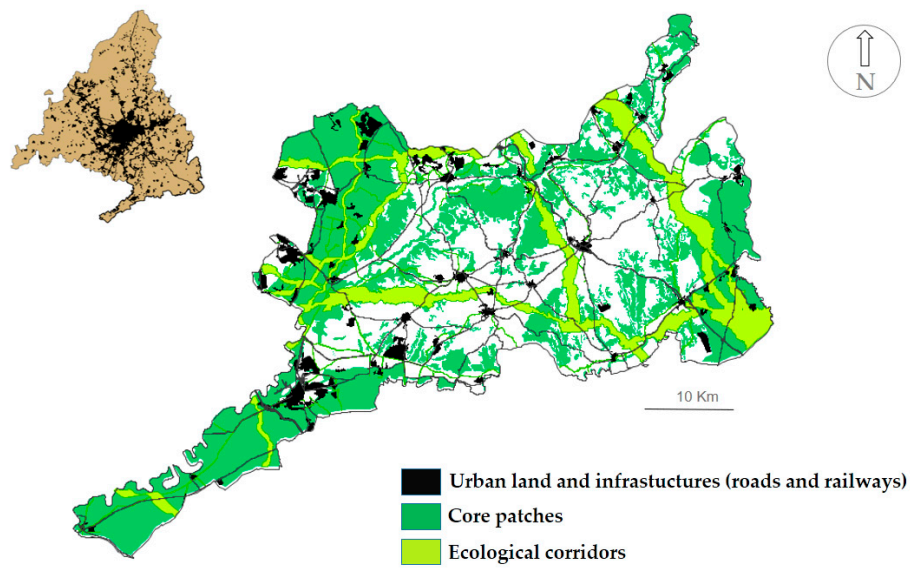 N
10 Km
Urban land and infrastuctures (roads and railways)
Core patches
Ecological corridors